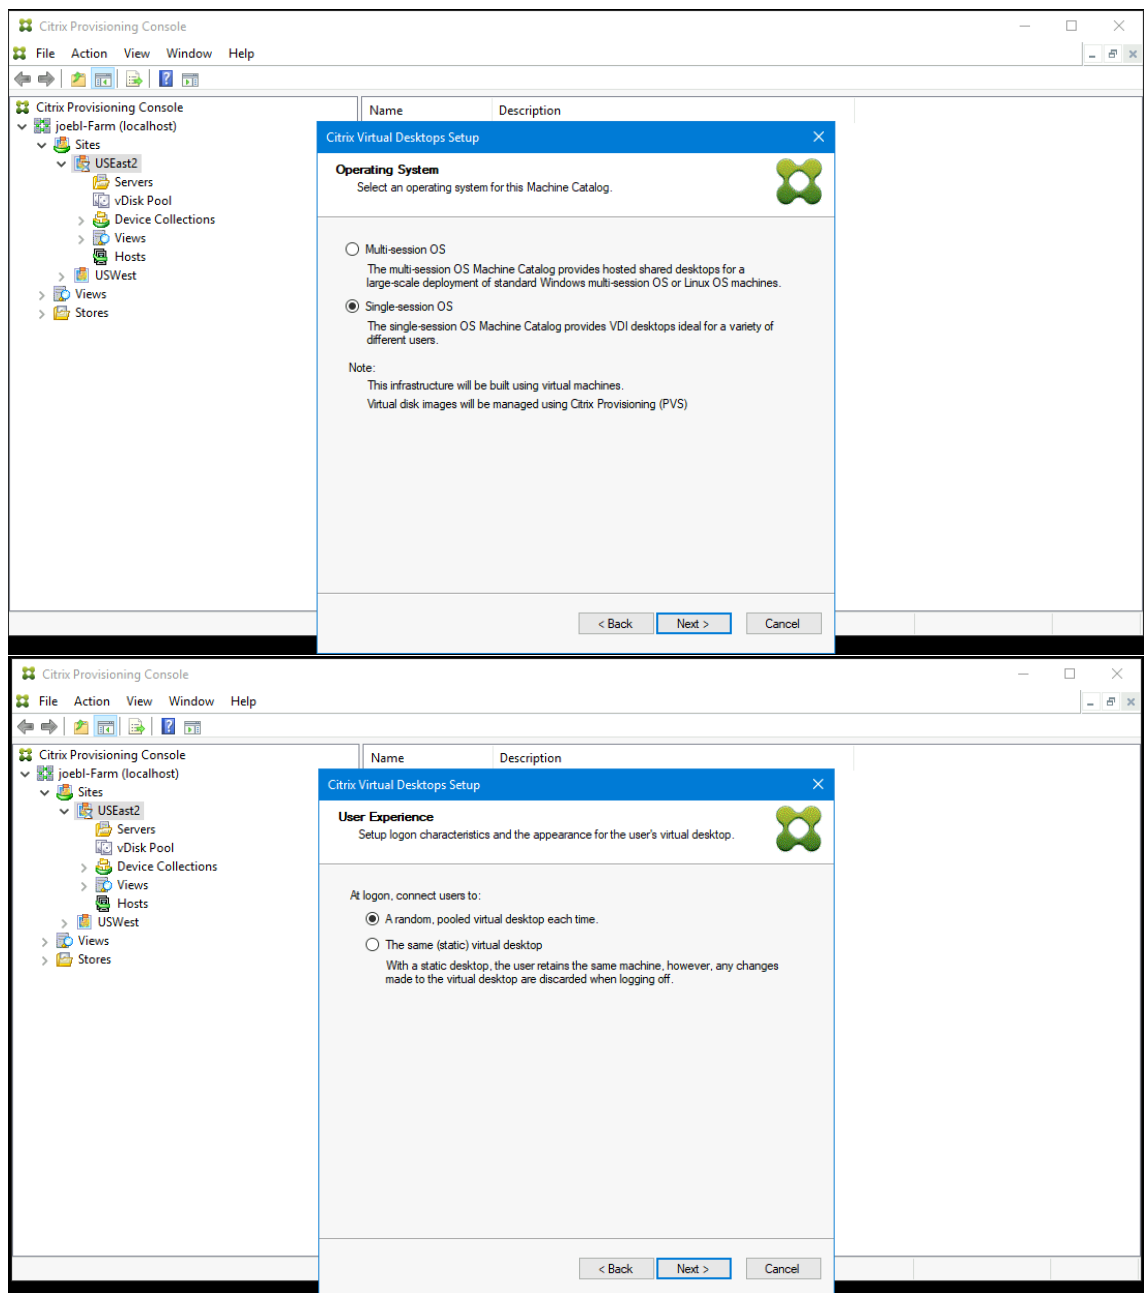 Citrix Provisioning Console
File Action View Window Help
Citrix Provisioning Console
Name Description
joebl-Farm (localhost)
Sites
USEast2
Servers
vDisk Pool
Device Collections
Views
Hosts
USWest
Views
Stores
Citrix Virtual Desktops Setup
Operating System
Select an operating system for this Machine Catalog.
Multi-session OS
The multi-session OS Machine Catalog provides hosted shared desktops for a
large-scale deployment of standard Windows multi-session OS or Linux OS machines.
Single-session OS
The single-session OS Machine Catalog provides VDI desktops ideal for a variety of
different users.
Note:
This infrastructure will be built using virtual machines.
Virtual disk images will be managed using Citrix Provisioning (PVS)
< Back Next > Cancel
Citrix Provisioning Console
File Action View Window Help
Citrix Provisioning Console
Name Description
joebl-Farm (localhost)
Sites
USEast2
Servers
vDisk Pool
Device Collections
Views
Hosts
USWest
Views
Stores
Citrix Virtual Desktops Setup
User Experience
Setup logon characteristics and the appearance for the user's virtual desktop.
At logon, connect users to:
A random, pooled virtual desktop each time.
The same (static) virtual desktop
With a static desktop, the user retains the same machine, however, any changes
made to the virtual desktop are discarded when logging off.
< Back Next > Cancel